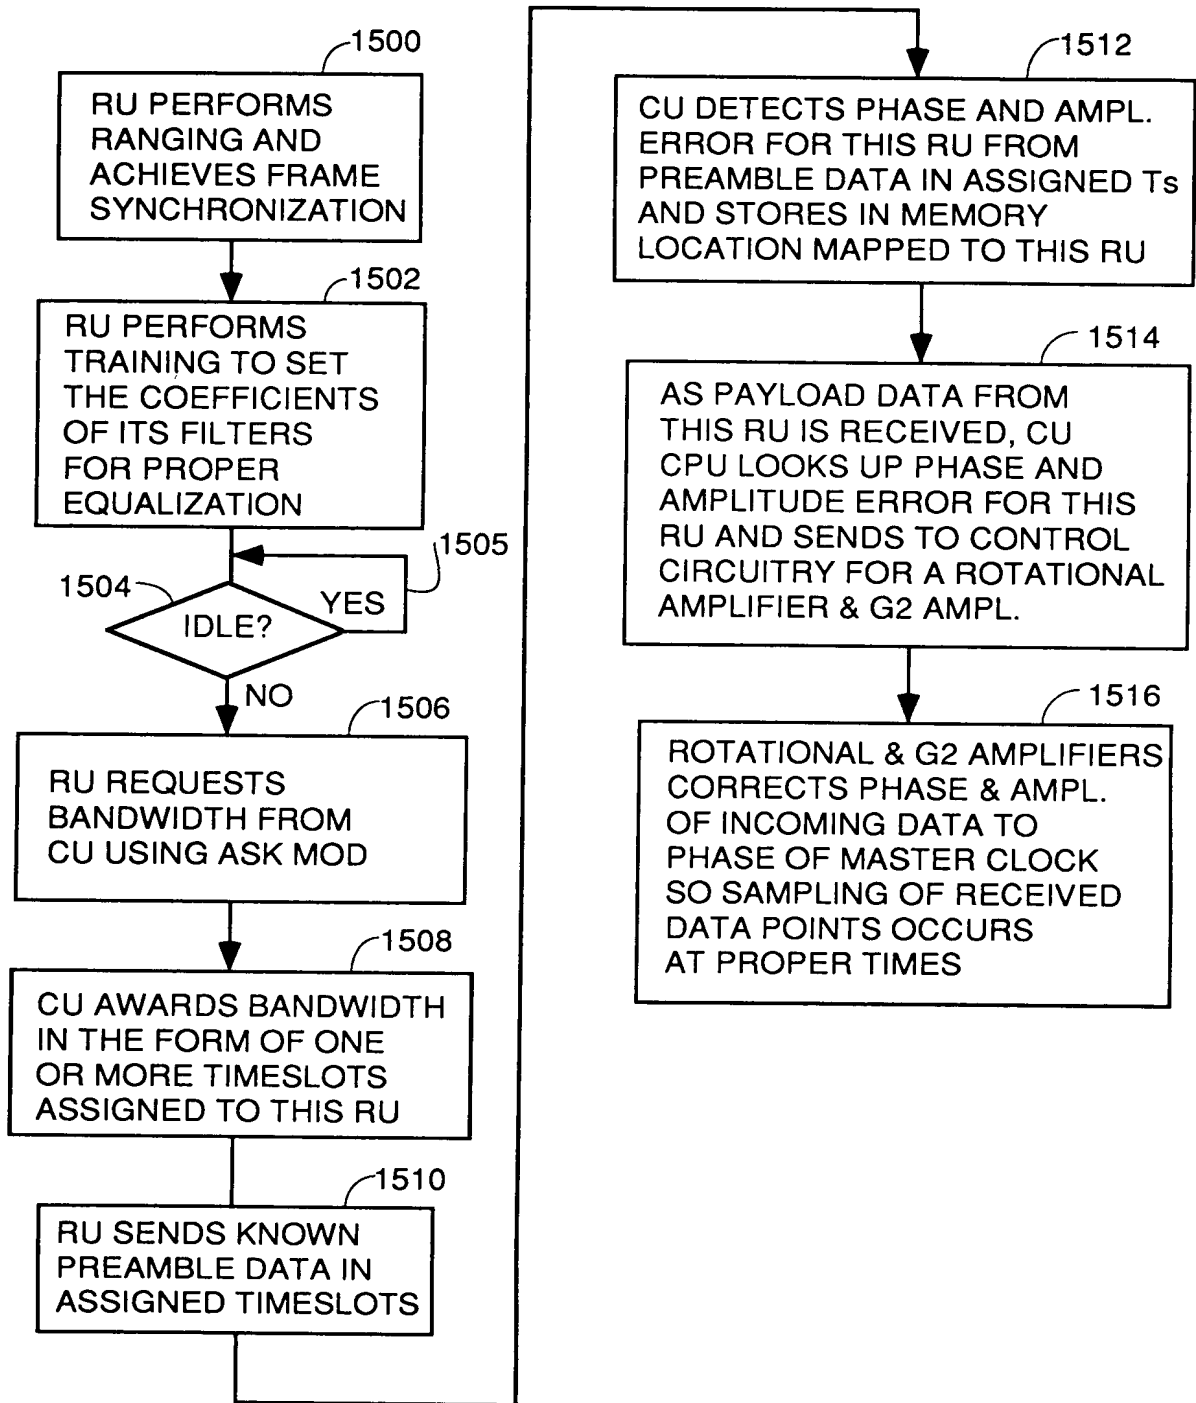 1500
RU PERFORMS
RANGING AND
ACHIEVES FRAME
SYNCHRONIZATION
1502
RU PERFORMS
TRAINING TO SET
THE COEFFICIENTS
OF ITS FILTERS
FOR PROPER
EQUALIZATION
1505
1504
YES
IDLE?
NO
1506
RU REQUESTS
BANDWIDTH FROM
CU USING ASK MOD
1508
CU AWARDS BANDWIDTH
IN THE FORM OF ONE
OR MORE TIMESLOTS
ASSIGNED TO THIS RU
1510
RU SENDS KNOWN
PREAMBLE DATA IN
ASSIGNED TIMESLOTS
1512
CU DETECTS PHASE AND AMPL.
ERROR FOR THIS RU FROM
PREAMBLE DATA IN ASSIGNED Ts
AND STORES IN MEMORY
LOCATION MAPPED TO THIS RU
1514
AS PAYLOAD DATA FROM
THIS RU IS RECEIVED, CU
CPU LOOKS UP PHASE AND
AMPLITUDE ERROR FOR THIS
RU AND SENDS TO CONTROL
CIRCUITRY FOR A ROTATIONAL
AMPLIFIER & G2 AMPL.
1516
ROTATIONAL & G2 AMPLIFIERS
CORRECTS PHASE & AMPL.
OF INCOMING DATA TO
PHASE OF MASTER CLOCK
SO SAMPLING OF RECEIVED
DATA POINTS OCCURS
AT PROPER TIMES